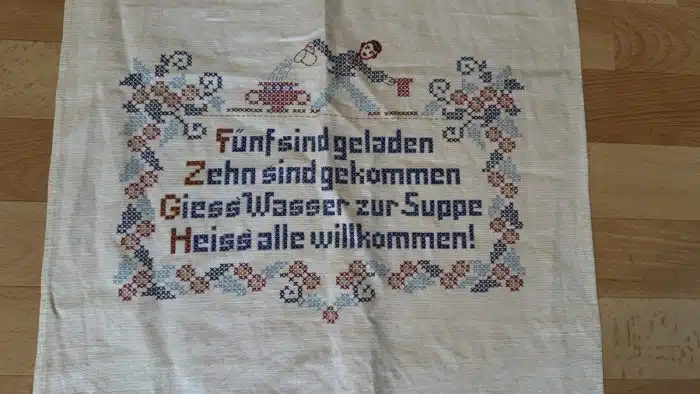 Fünf sind geladen
Zehn sind gekommen
Giess Wasser zur Suppe
Heiss alle willkommen!